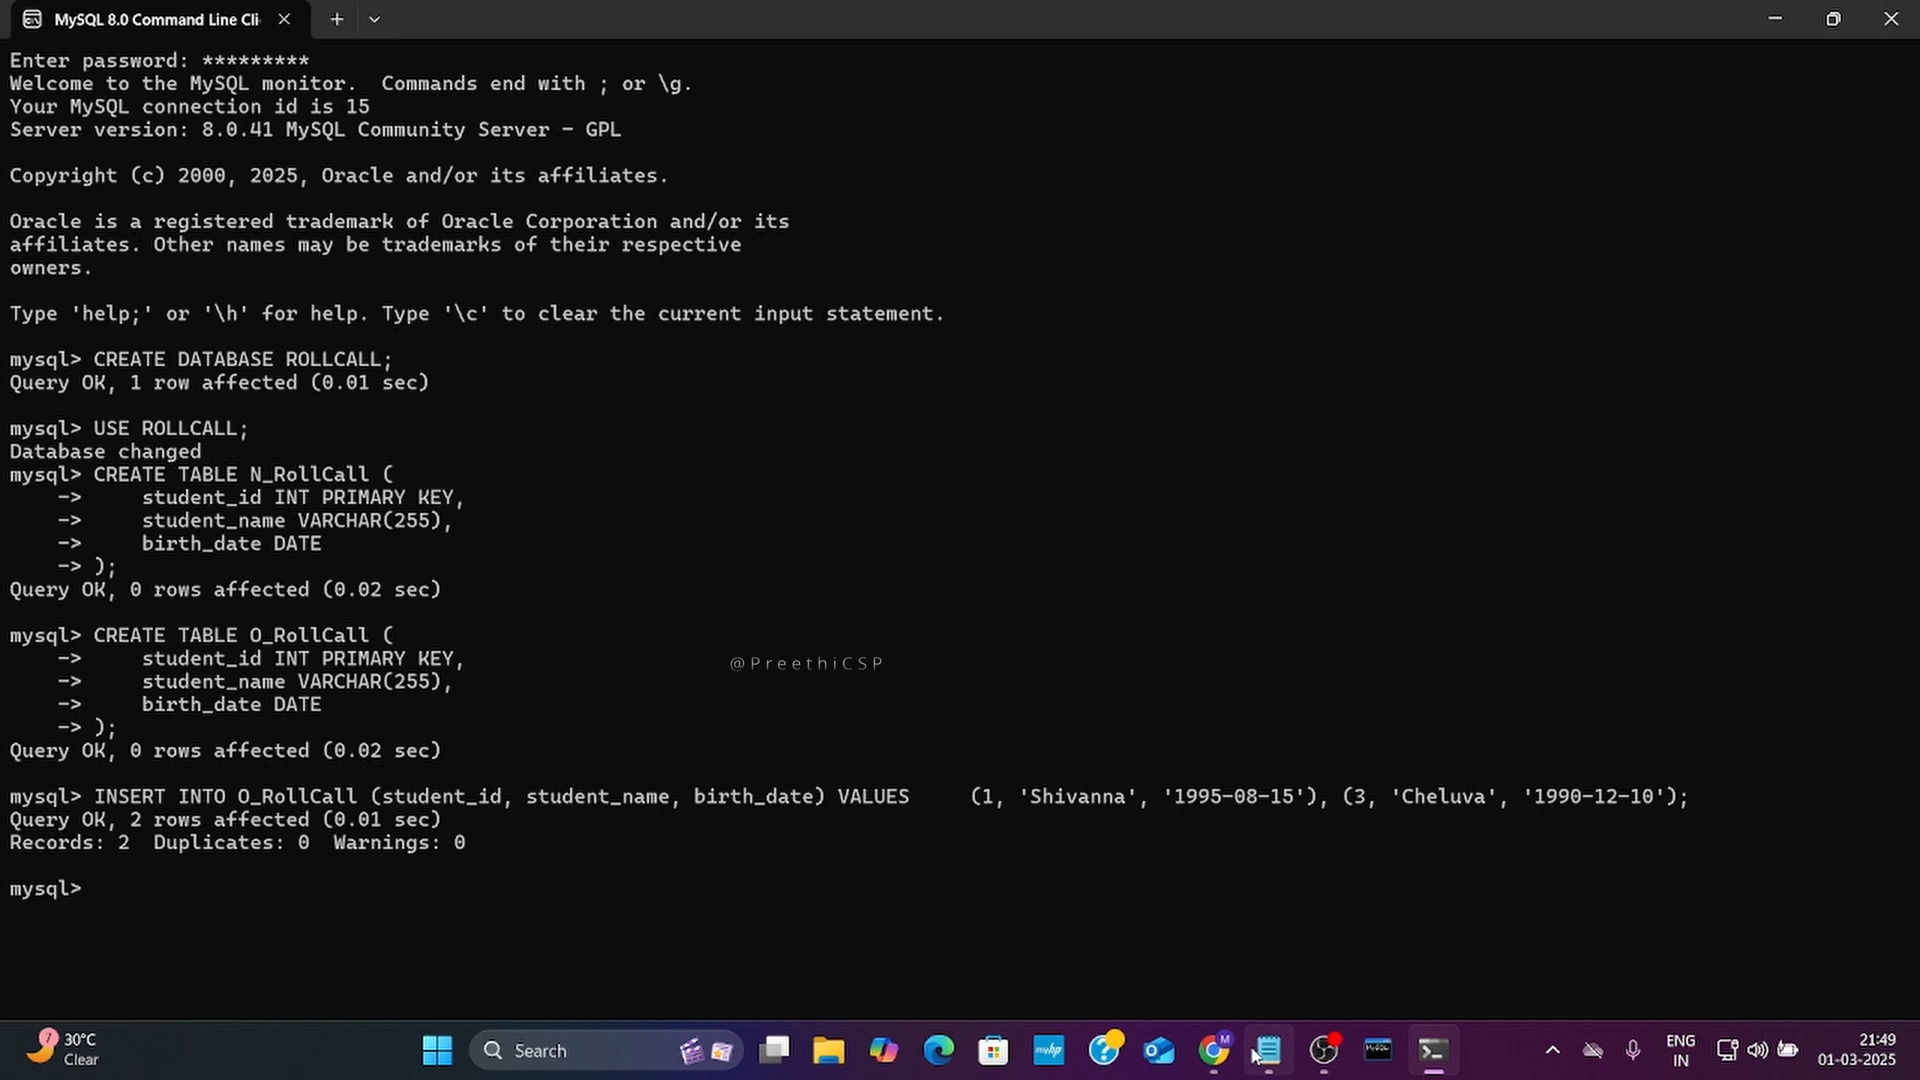 MySQL 8.0 Command Line Cli
Enter password: *********
Welcome to the MySQL monitor.  Commands end with ; or \g.
Your MySQL connection id is 15
Server version: 8.0.41 MySQL Community Server - GPL
Copyright (c) 2000, 2025, Oracle and/or its affiliates.
Oracle is a registered trademark of Oracle Corporation and/or its
affiliates. Other names may be trademarks of their respective
owners.
Type 'help;' or '\h' for help. Type '\c' to clear the current input statement.
mysql> CREATE DATABASE ROLLCALL;
Query OK, 1 row affected (0.01 sec)
mysql> USE ROLLCALL;
Database changed
mysql> CREATE TABLE N_RollCall (
    ->     student_id INT PRIMARY KEY,
    ->     student_name VARCHAR(255),
    ->     birth_date DATE
    -> );
Query OK, 0 rows affected (0.02 sec)
mysql> CREATE TABLE O_RollCall (
    ->     student_id INT PRIMARY KEY,
    ->     student_name VARCHAR(255),
    ->     birth_date DATE
    -> );
Query OK, 0 rows affected (0.02 sec)
@PreethiCSP
mysql> INSERT INTO O_RollCall (student_id, student_name, birth_date) VALUES     (1, 'Shivanna', '1995-08-15'), (3, 'Cheluva', '1990-12-10');
Query OK, 2 rows affected (0.01 sec)
Records: 2  Duplicates: 0  Warnings: 0
mysql>
7
30°C
Clear
Search
myhp
M
MySQL
ENG
IN
21:49
01-03-2025